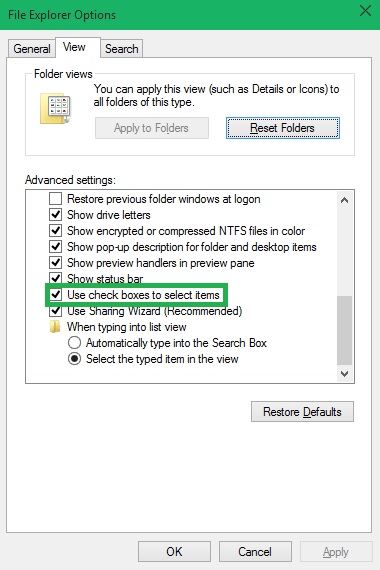 File Explorer Options
General View Search
Folder views
You can apply this view (such as Details or Icons) to
all folders of this type.
Apply to Folders Reset Folders
Advanced settings:
Restore previous folder windows at logon
Show drive letters
Show encrypted or compressed NTFS files in color
Show pop-up description for folder and desktop items
Show preview handlers in preview pane
Show status bar
Use check boxes to select items
Use Sharing Wizard (Recommended)
When typing into list view
Automatically type into the Search Box
Select the typed item in the view
Restore Defaults
OK Cancel Apply